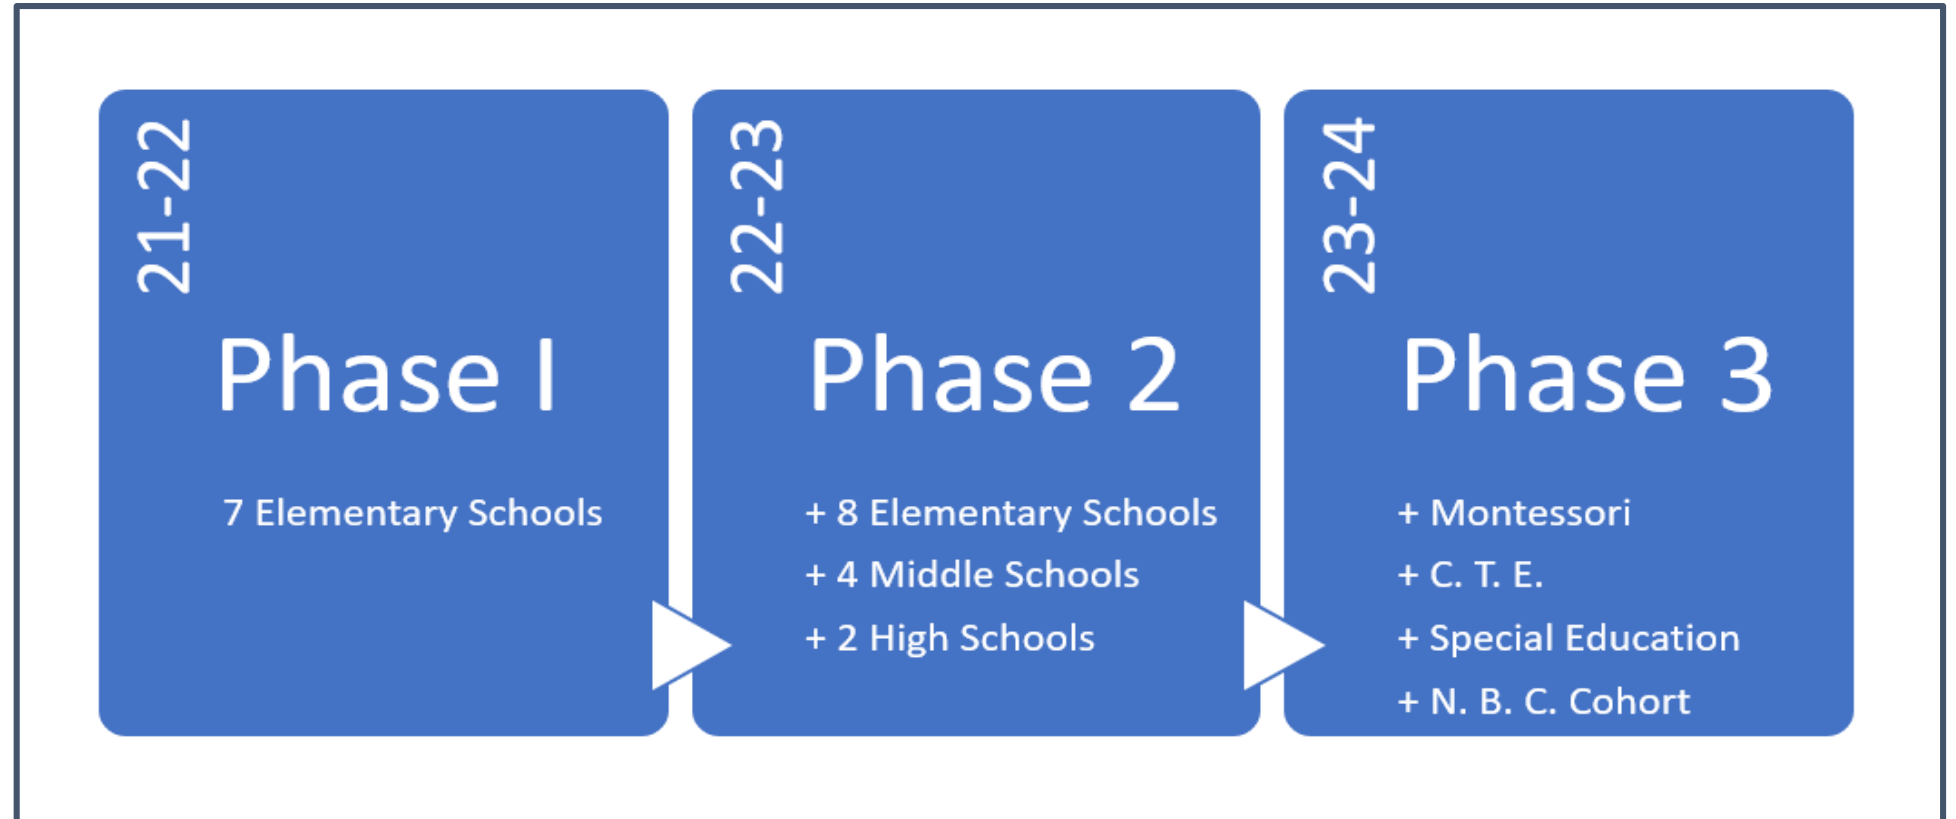 21-22
Phase I
7 Elementary Schools
22-23
Phase 2
+ 8 Elementary Schools
+ 4 Middle Schools
+ 2 High Schools
23-24
Phase 3
+ Montessori
+ C. T. E.
+ Special Education
+ N. B. C. Cohort